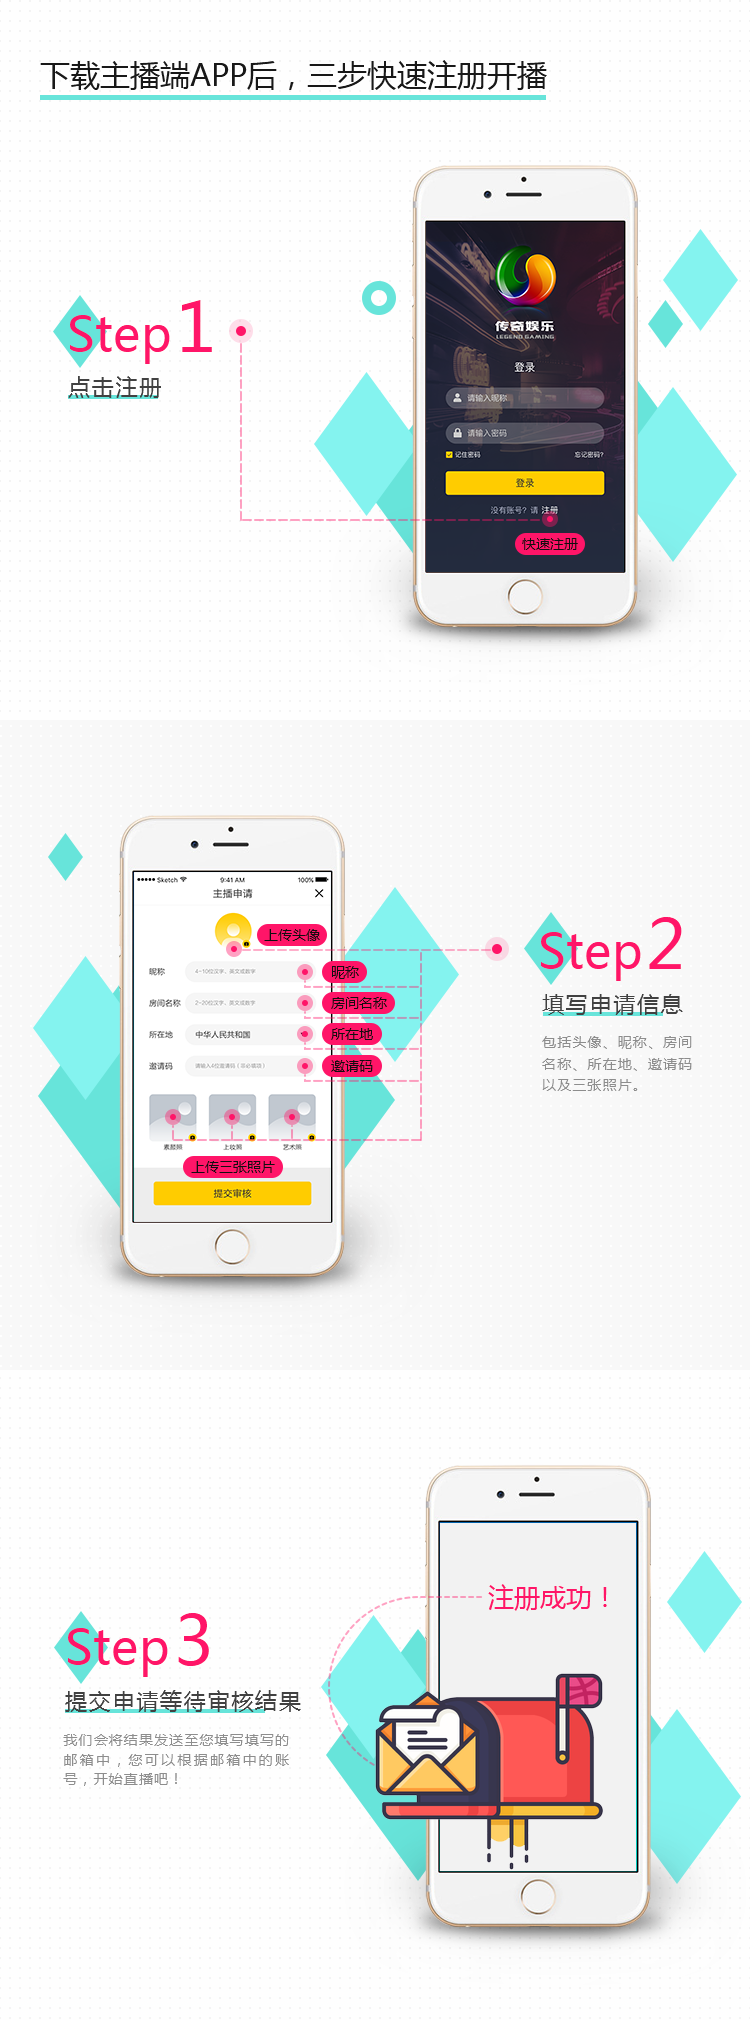 下载主播端APP后，三步快速注册开播
Step1
点击注册
传奇娱乐
LEGEND GAMING
登录
请输入昵称
请输入密码
记住密码 忘记密码?
登录
没有账号? 请 注册
快速注册
Sketch 9:41 AM 100%
主播申请
上传头像
昵称 4-10位汉字、英文或数字 昵称
房间名称 2-20位汉字、英文或数字 房间名称
所在地 中华人民共和国 所在地
邀请码 请输入4位邀请码（非必填项） 邀请码
素颜照 上妆照 艺术照
上传三张照片
提交审核
Step2
填写申请信息
包括头像、昵称、房间
名称、所在地、邀请码
以及三张照片。
注册成功！
Step3
提交申请等待审核结果
我们会将结果发送至您填写填写的
邮箱中，您可以根据邮箱中的账
号，开始直播吧！